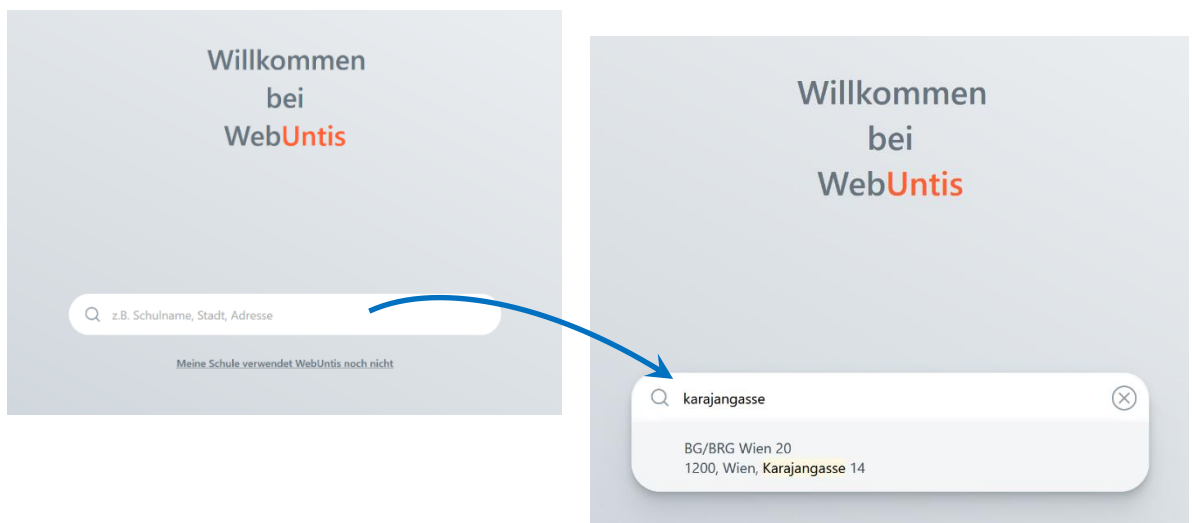 Willkommen
bei
WebUntis
z.B. Schulname, Stadt, Adresse
Meine Schule verwendet WebUntis noch nicht
Willkommen
bei
WebUntis
karajangasse
BG/BRG Wien 20
1200, Wien, Karajangasse 14